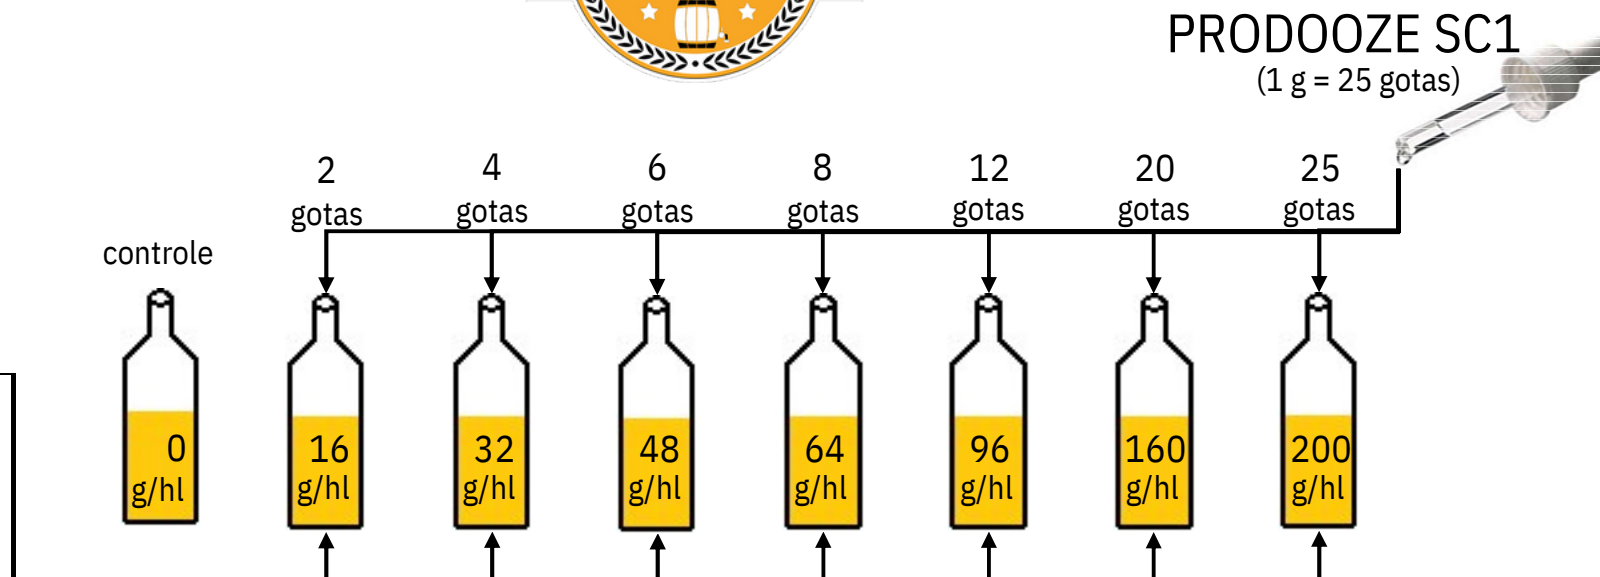 PRODOOZE SC1
(1 g = 25 gotas)
2 4 6 8 12 20 25
gotas gotas gotas gotas gotas gotas gotas
controle
0 16 32 48 64 96 160 200
g/hl g/hl g/hl g/hl g/hl g/hl g/hl g/hl